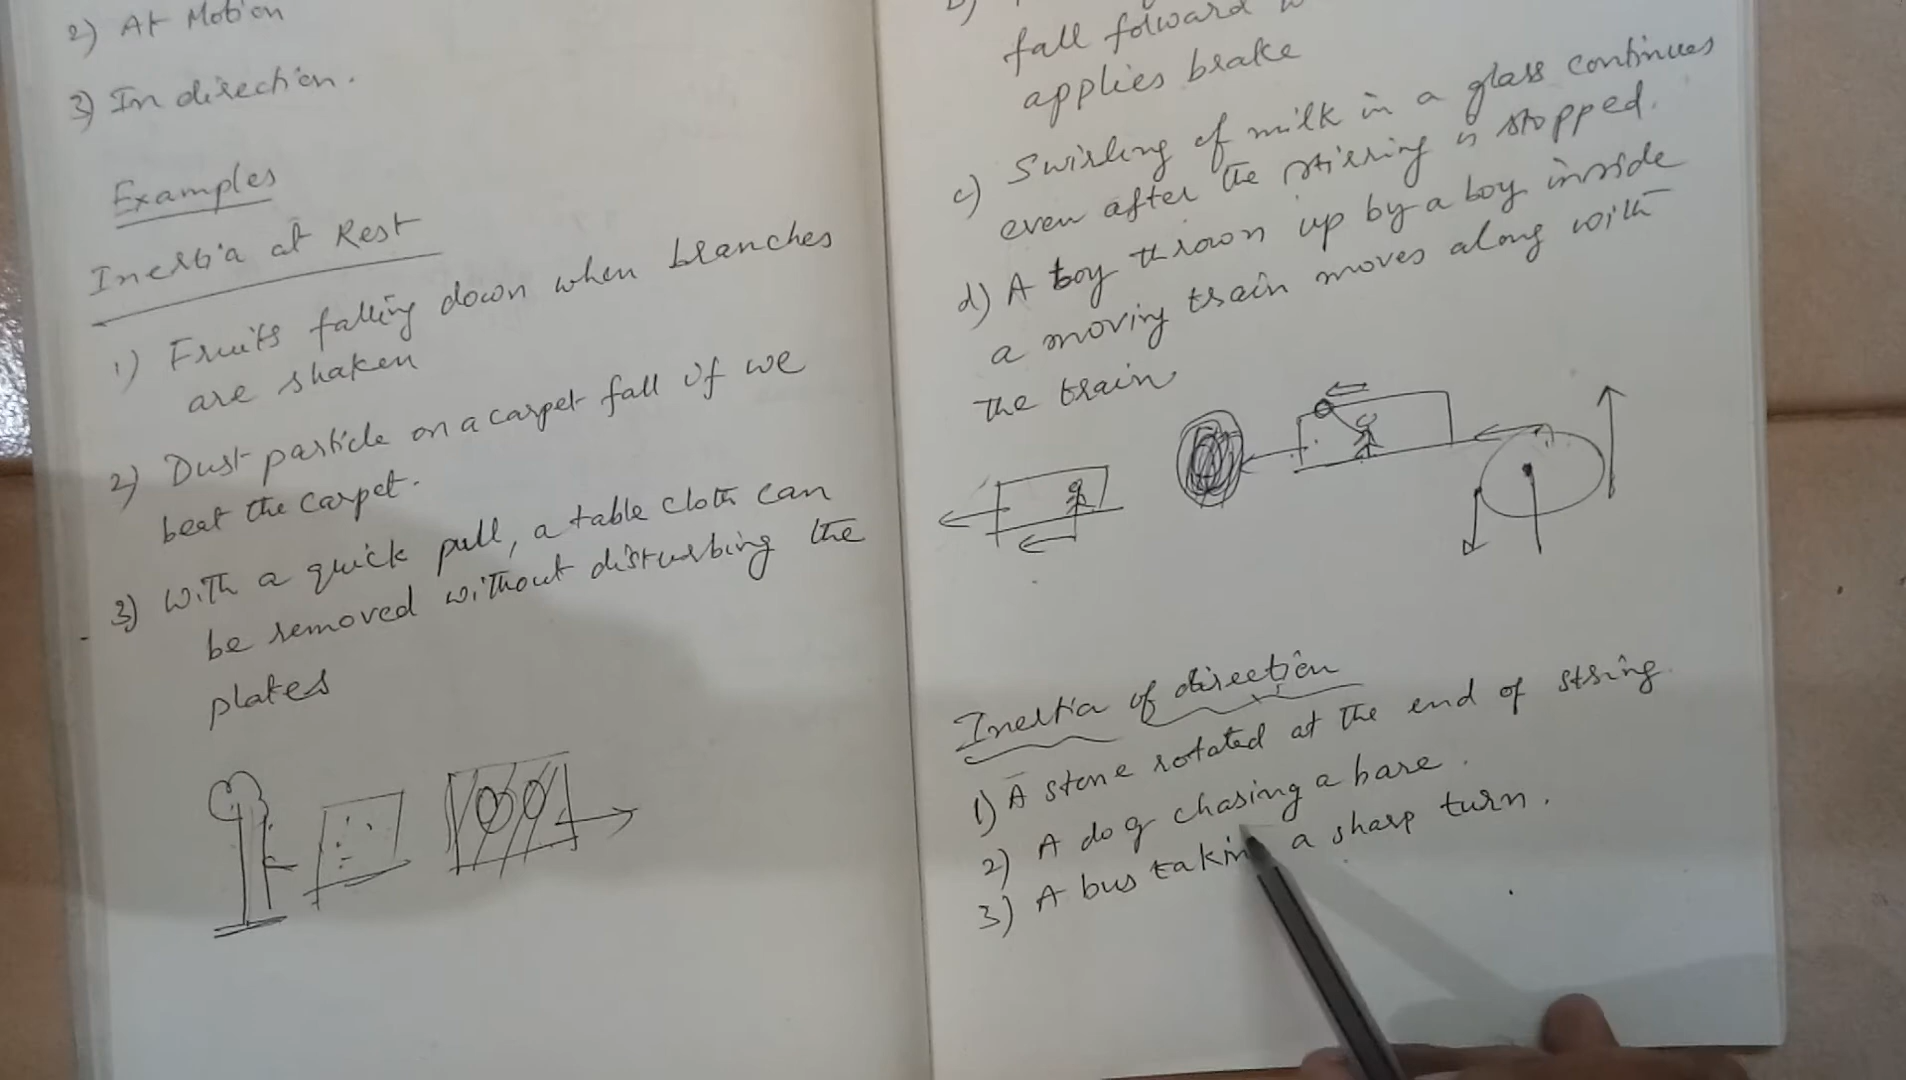 2) At Motion
3) In direction.
Examples
Inertia at Rest
1) Fruits falling down when branches
are shaken
2) Dust particle on a carpet fall if we
beat the carpet.
3) With a quick pull, a table cloth can
be removed without disturbing the
plates
fall forward
applies brake
c) Swirling of milk in a glass continues
even after the stirring is stopped.
d) A toy thrown up by a boy inside
a moving train moves along with
the train
Inertia of direction
1) A stone rotated at the end of string.
2) A dog chasing a hare.
3) A bus takin a sharp turn.